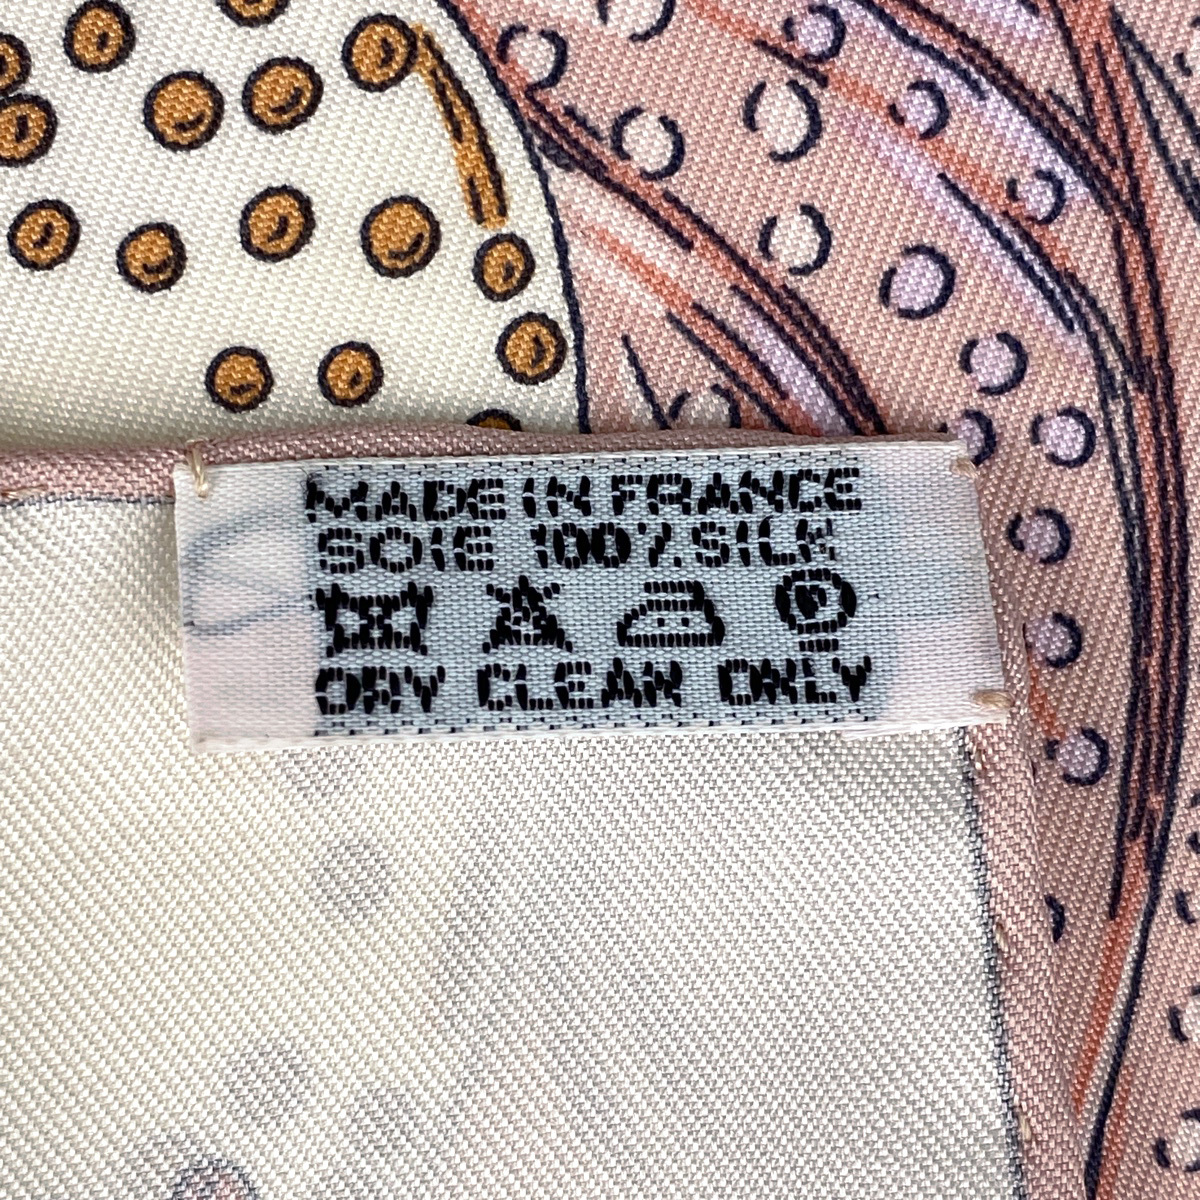 MADE IN FRANCE
SOIE 100% SILK
P
DRY CLEAN ONLY